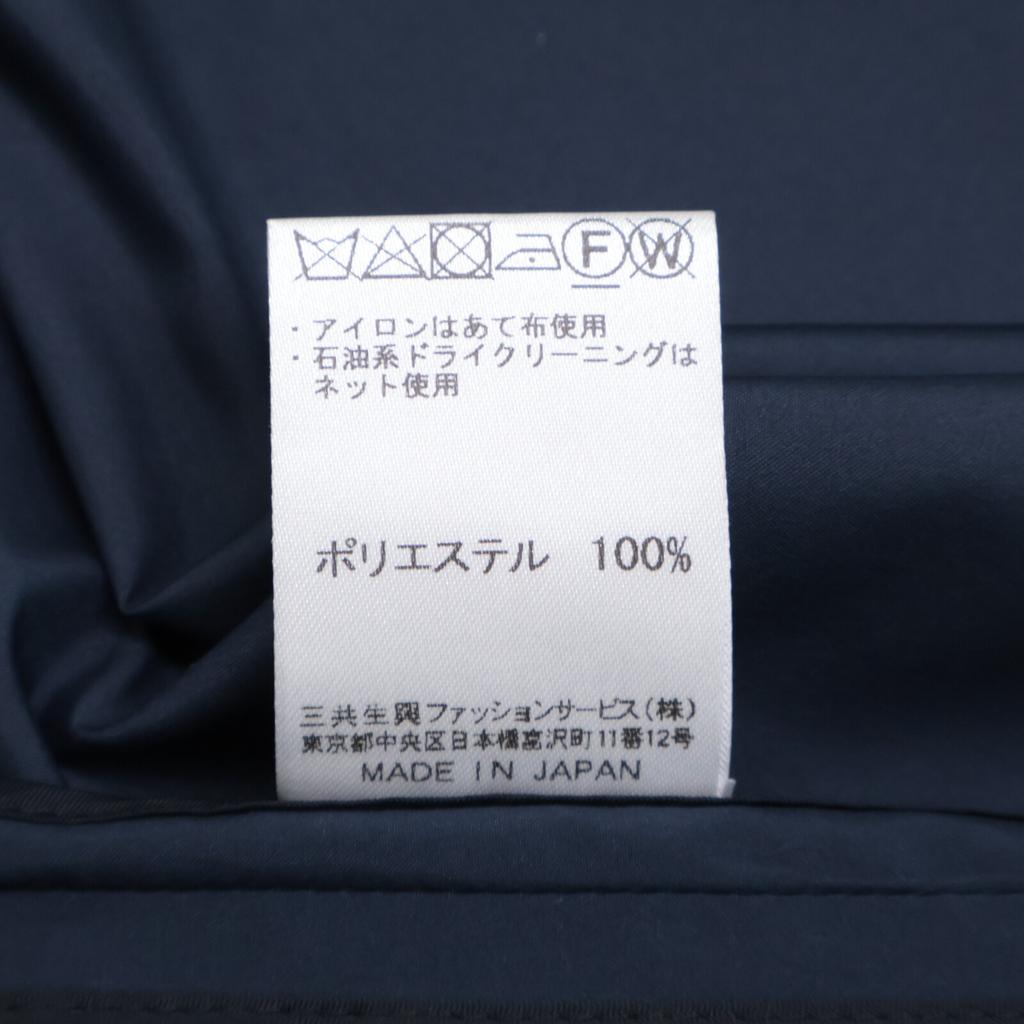 F W
・アイロンはあて布使用
・石油系ドライクリーニングは
ネット使用
ポリエステル 100%
三共生興ファッションサービス(株)
東京都中央区日本橋富沢町11番12号
MADE IN JAPAN